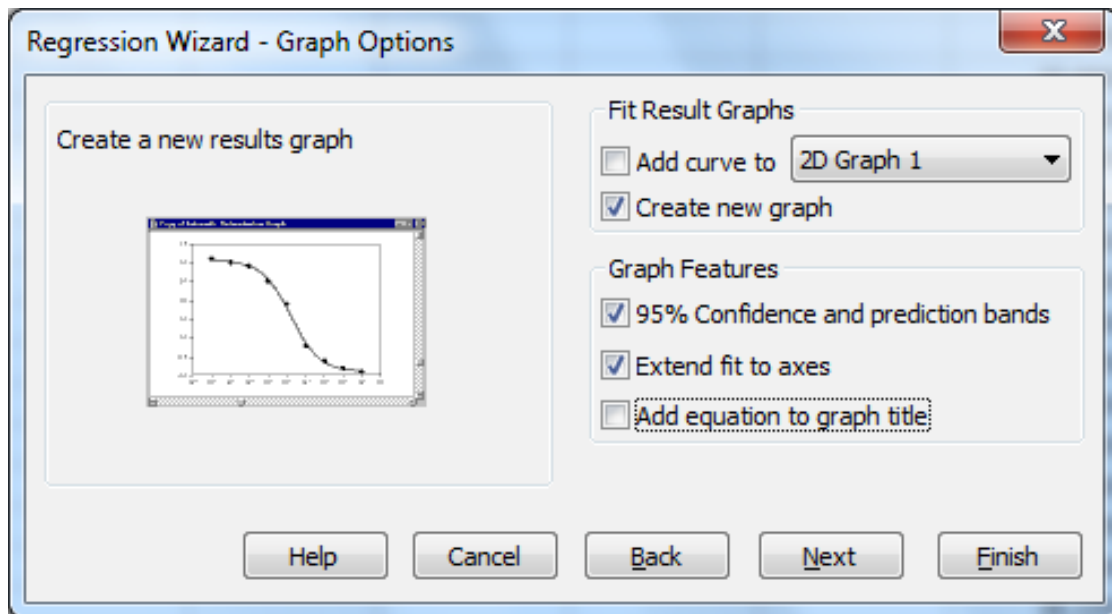 Regression Wizard - Graph Options
Create a new results graph
Fit Result Graphs
Add curve to 2D Graph 1
Create new graph
Graph Features
95% Confidence and prediction bands
Extend fit to axes
Add equation to graph title
Help Cancel Back Next Finish